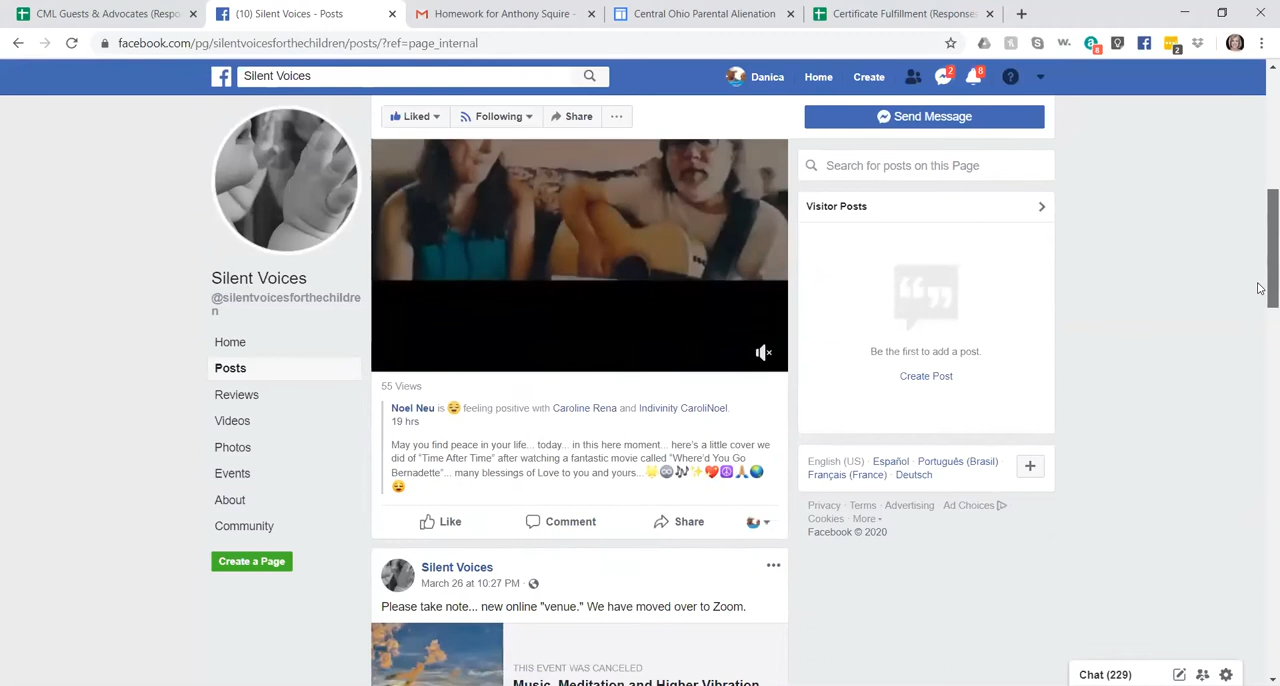 CML Guests & Advocates (Respo
(10) Silent Voices - Posts
Homework for Anthony Squire -
Central Ohio Parental Alienation
Certificate Fulfillment (Responses
facebook.com/pg/silentvoicesforthechildren/posts/?ref=page_internal
w.
8
2
Silent Voices
Danica
Home
Create
2
8
Liked
Following
Share
Send Message
Search for posts on this Page
Visitor Posts
Be the first to add a post.
Create Post
Silent Voices
@silentvoicesforthechildre
n
Home
Posts
Reviews
Videos
Photos
Events
About
Community
Create a Page
55 Views
Noel Neu is 😌 feeling positive with Caroline Rena and Indivinity CaroliNoel.
19 hrs
May you find peace in your life... today... in this here moment... here's a little cover we
did of "Time After Time" after watching a fantastic movie called "Where'd You Go
Bernadette"... many blessings of Love to you and yours...
Like
Comment
Share
English (US) · Español · Português (Brasil) ·
Français (France) · Deutsch
Privacy · Terms · Advertising · Ad Choices
Cookies · More
Facebook © 2020
Silent Voices
March 26 at 10:27 PM ·
Please take note... new online "venue." We have moved over to Zoom.
THIS EVENT WAS CANCELED
Music, Meditation and Higher Vibration
Chat (229)